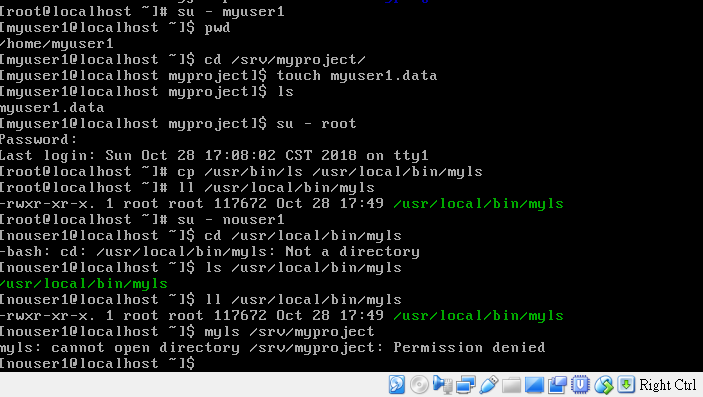 [root@localhost ~]# su - myuser1
[myuser1@localhost ~]$ pwd
/home/myuser1
[myuser1@localhost ~]$ cd /srv/myproject/
[myuser1@localhost myproject]$ touch myuser1.data
[myuser1@localhost myproject]$ ls
myuser1.data
[myuser1@localhost myproject]$ su - root
Password:
Last login: Sun Oct 28 17:08:02 CST 2018 on tty1
[root@localhost ~]# cp /usr/bin/ls /usr/local/bin/myls
[root@localhost ~]# ll /usr/local/bin/myls
-rwxr-xr-x. 1 root root 117672 Oct 28 17:49 /usr/local/bin/myls
[root@localhost ~]# su - nouser1
[nouser1@localhost ~]$ cd /usr/local/bin/myls
-bash: cd: /usr/local/bin/myls: Not a directory
[nouser1@localhost ~]$ ls /usr/local/bin/myls
/usr/local/bin/myls
[nouser1@localhost ~]$ ll /usr/local/bin/myls
-rwxr-xr-x. 1 root root 117672 Oct 28 17:49 /usr/local/bin/myls
[nouser1@localhost ~]$ myls /srv/myproject
myls: cannot open directory /srv/myproject: Permission denied
[nouser1@localhost ~]$
Right Ctrl